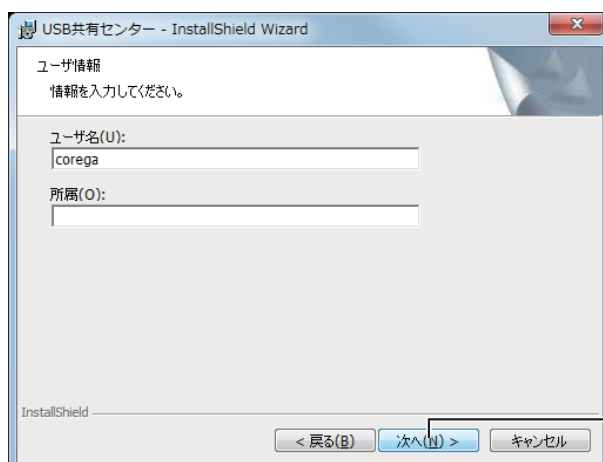 USB共有センター - InstallShield Wizard
ユーザ情報
情報を入力してください。
ユーザ名(U):
corega
所属(O):
InstallShield
< 戻る(B) 次へ(N) > キャンセル